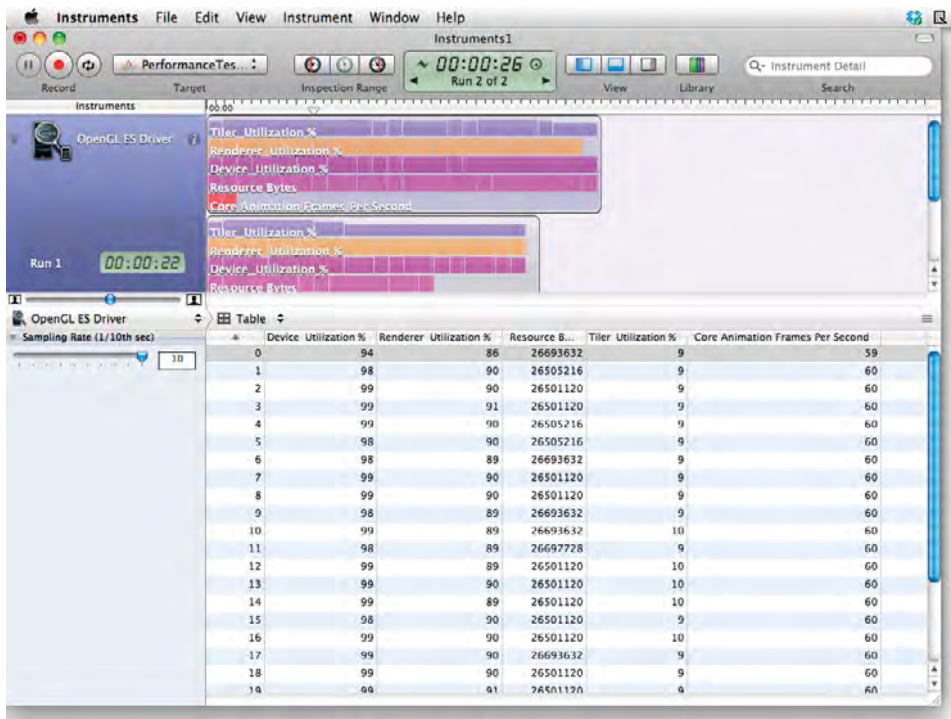 Instruments File Edit View Instrument Window Help
Instruments1
PerformanceTes...
00:00:26
Run 2 of 2
Q- Instrument Detail
Record Target Inspection Range View Library Search
Instruments 00:00
OpenGL ES Driver
Tiler_Utilization %
Renderer_Utilization %
Device_Utilization %
Resource Bytes
Core Animation Frames Per Second
Run 1 00:00:22
Tiler_Utilization %
Renderer_Utilization %
Device_Utilization %
Resource Bytes
OpenGL ES Driver Table
Sampling Rate (1/10th sec)
10
Device_Utilization % Renderer_Utilization % Resource B... Tiler_Utilization % Core Animation Frames Per Second
0 94 86 26693632 9 59
1 98 90 26505216 9 60
2 99 90 26501120 9 60
3 99 91 26501120 9 60
4 99 90 26505216 9 60
5 98 90 26505216 9 60
6 98 89 26693632 9 60
7 99 90 26501120 9 60
8 99 90 26501120 9 60
9 98 89 26693632 9 60
10 99 89 26693632 10 60
11 98 89 26697728 9 60
12 99 89 26501120 10 60
13 99 90 26501120 10 60
14 99 89 26501120 10 60
15 98 90 26501120 9 60
16 99 90 26501120 10 60
17 99 90 26693632 9 60
18 99 90 26501120 9 60
19 99 91 26501120 9 60